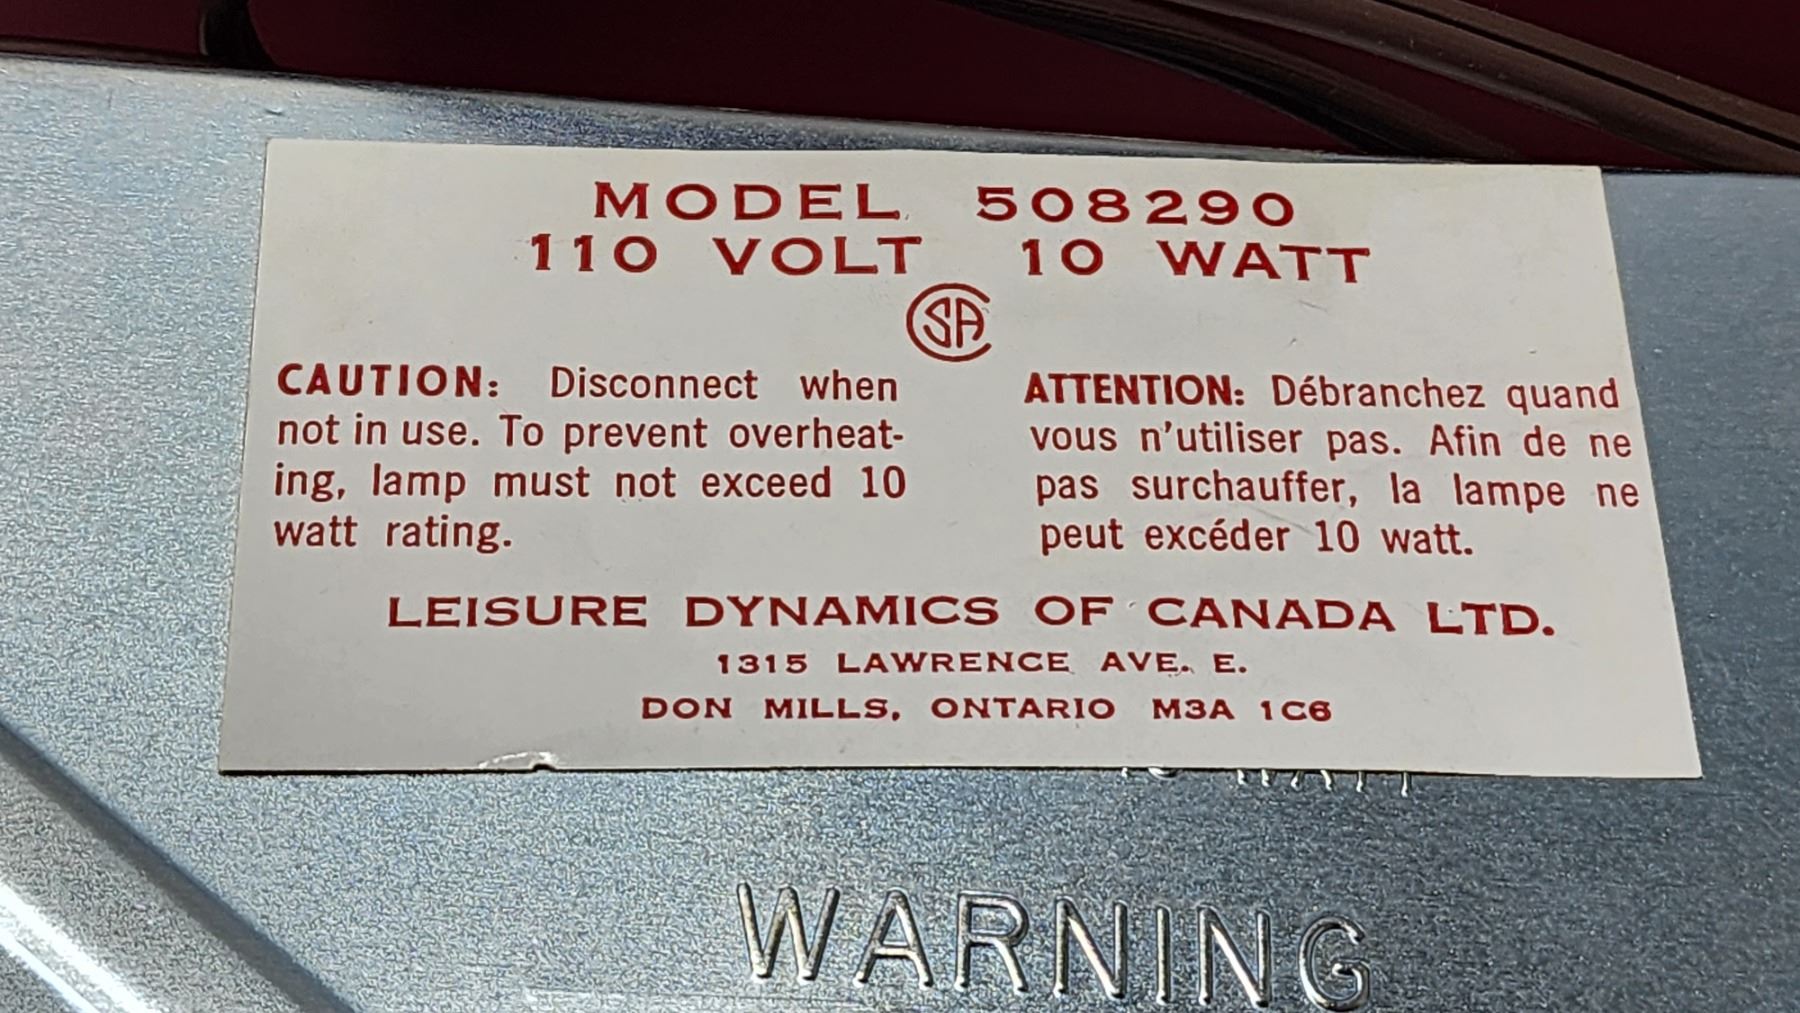 MODEL 508290
110 VOLT 10 WATT
CSA
CAUTION: Disconnect when
not in use. To prevent overheat-
ing, lamp must not exceed 10
watt rating.
ATTENTION: Débranchez quand
vous n'utiliser pas. Afin de ne
pas surchauffer, la lampe ne
peut excéder 10 watt.
LEISURE DYNAMICS OF CANADA LTD.
1315 LAWRENCE AVE. E.
DON MILLS, ONTARIO M3A 1C6
WATT
WARNING